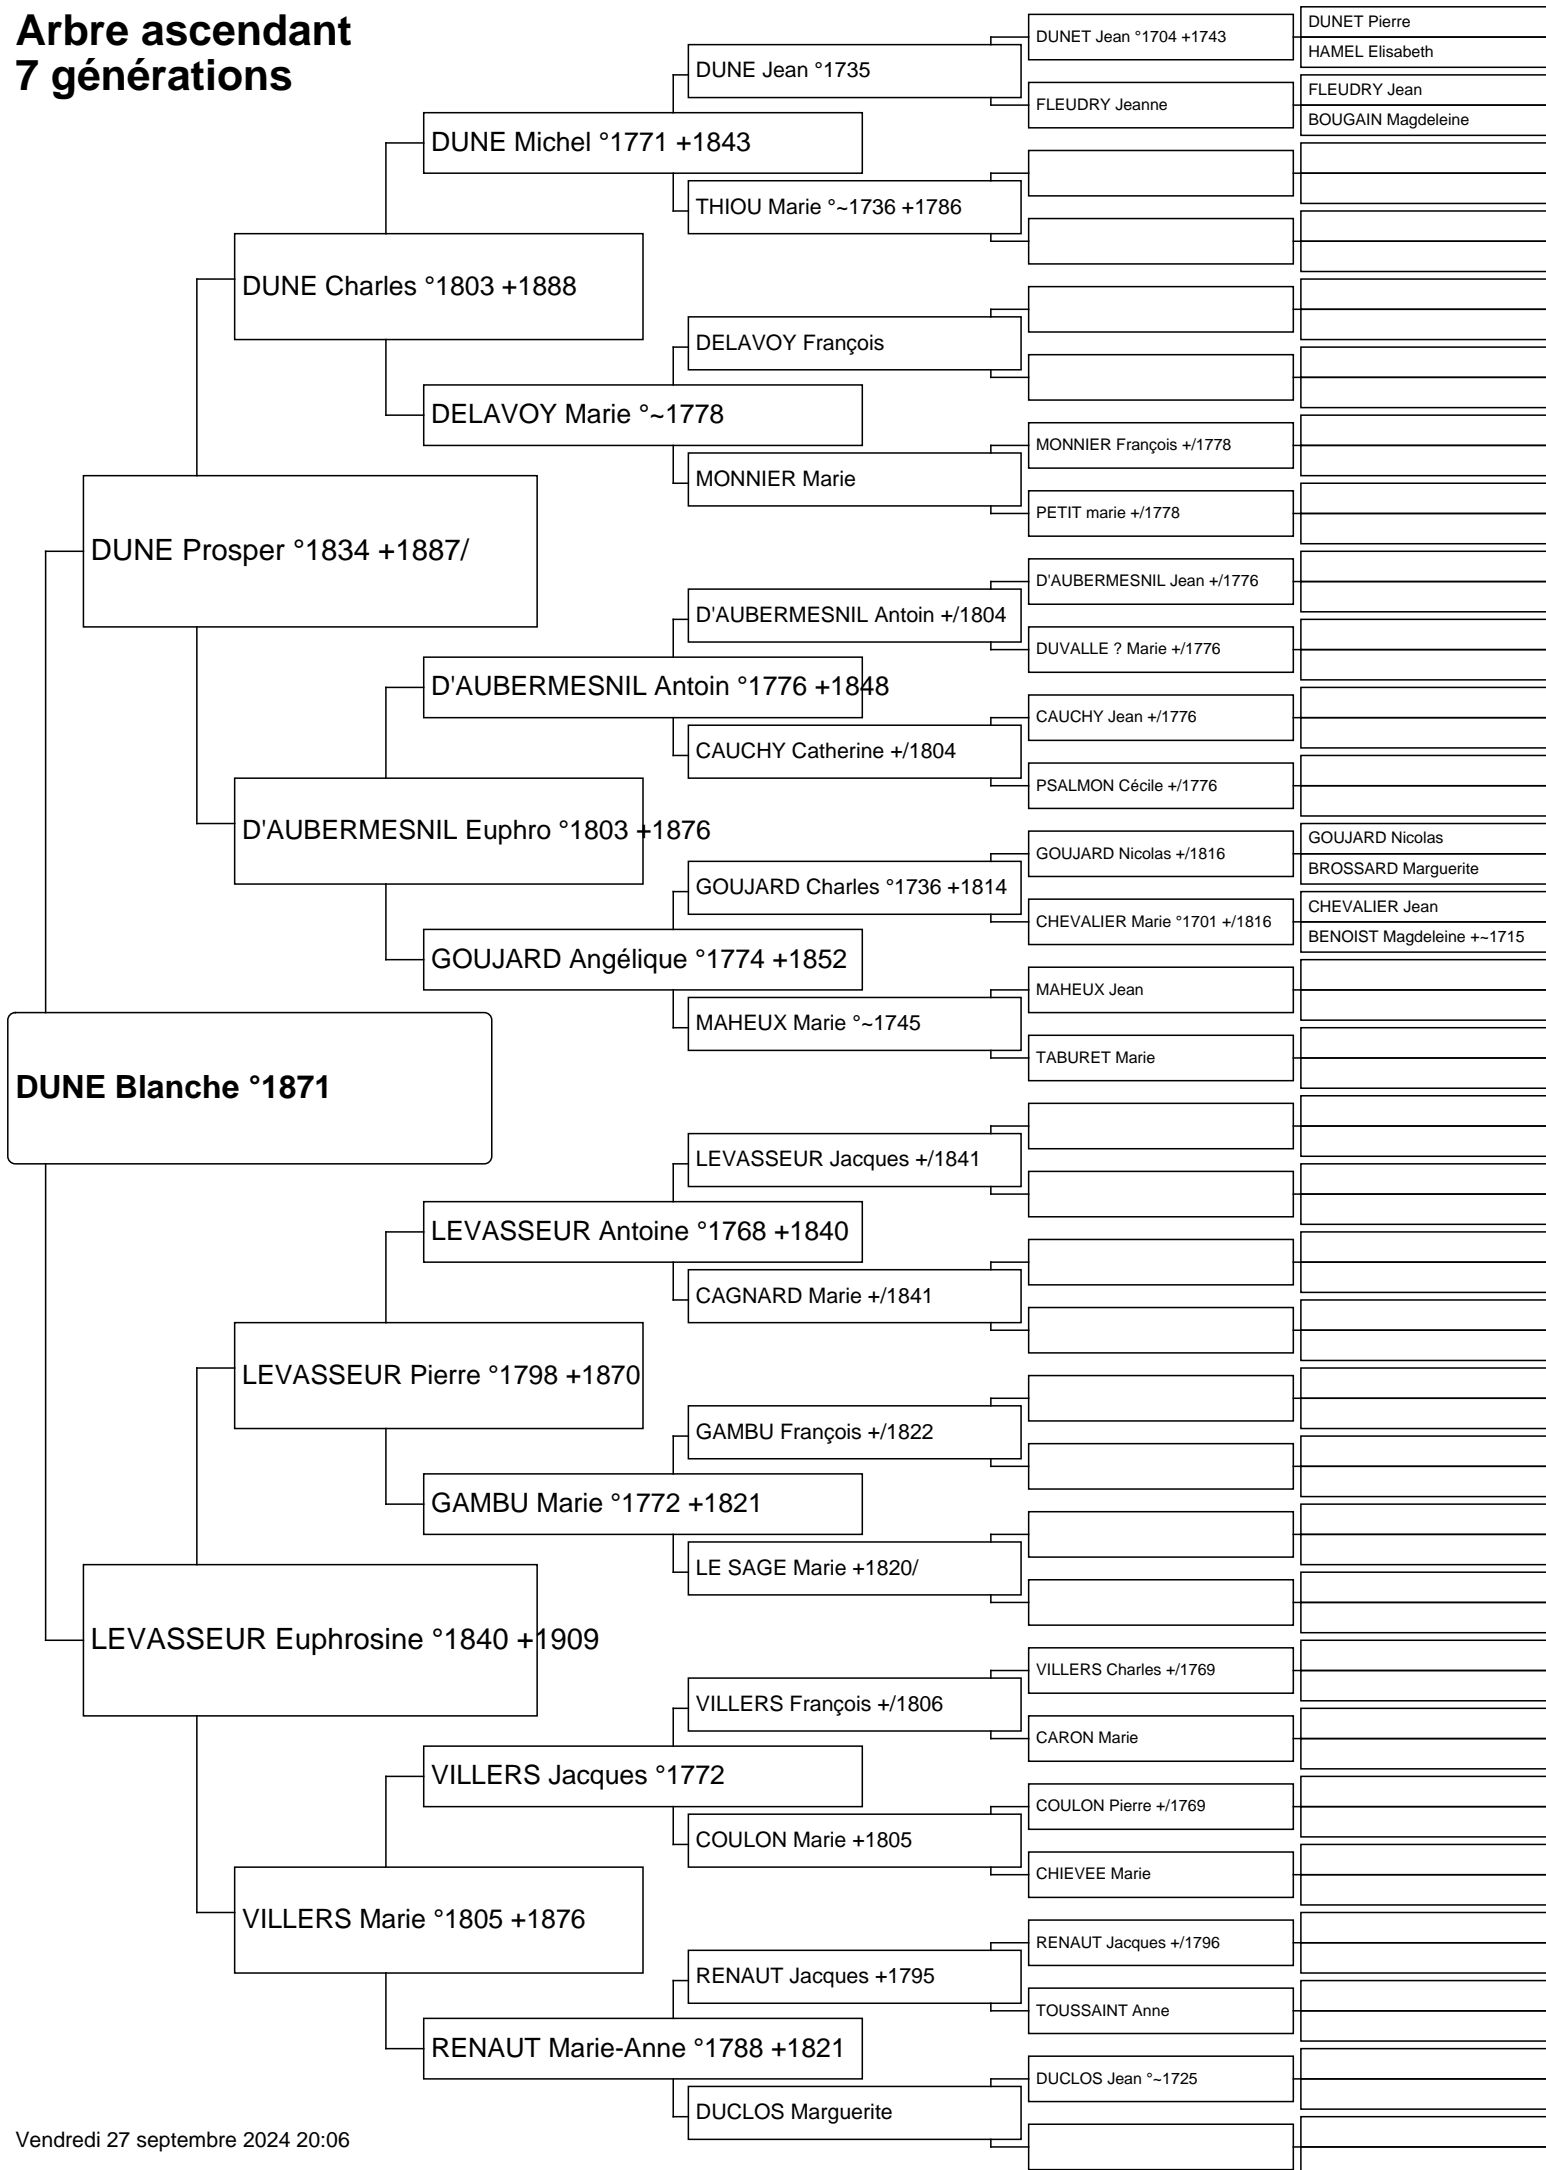 Arbre ascendant
7 générations
DUNE Blanche °1871
DUNE Prosper °1834 +1887/
LEVASSEUR Euphrosine °1840 +1909
DUNE Charles °1803 +1888
D'AUBERMESNIL Euphro °1803 +1876
LEVASSEUR Pierre °1798 +1870
VILLERS Marie °1805 +1876
DUNE Michel °1771 +1843
DELAVOY Marie °~1778
D'AUBERMESNIL Antoin °1776 +1848
GOUJARD Angélique °1774 +1852
LEVASSEUR Antoine °1768 +1840
GAMBU Marie °1772 +1821
VILLERS Jacques °1772
RENAUT Marie-Anne °1788 +1821
DUNE Jean °1735
THIOU Marie °~1736 +1786
DELAVOY François
MONNIER Marie
D'AUBERMESNIL Antoin +/1804
CAUCHY Catherine +/1804
GOUJARD Charles °1736 +1814
MAHEUX Marie °~1745
LEVASSEUR Jacques +/1841
CAGNARD Marie +/1841
GAMBU François +/1822
LE SAGE Marie +1820/
VILLERS François +/1806
COULON Marie +1805
RENAUT Jacques +1795
DUCLOS Marguerite
DUNET Jean °1704 +1743
FLEUDRY Jeanne
MONNIER François +/1778
PETIT marie +/1778
D'AUBERMESNIL Jean +/1776
DUVALLE ? Marie +/1776
CAUCHY Jean +/1776
PSALMON Cécile +/1776
GOUJARD Nicolas +/1816
CHEVALIER Marie °1701 +/1816
MAHEUX Jean
TABURET Marie
VILLERS Charles +/1769
CARON Marie
COULON Pierre +/1769
CHIEVEE Marie
RENAUT Jacques +/1796
TOUSSAINT Anne
DUCLOS Jean °~1725
DUNET Pierre
HAMEL Elisabeth
FLEUDRY Jean
BOUGAIN Magdeleine
GOUJARD Nicolas
BROSSARD Marguerite
CHEVALIER Jean
BENOIST Magdeleine +~1715
Vendredi 27 septembre 2024 20:06